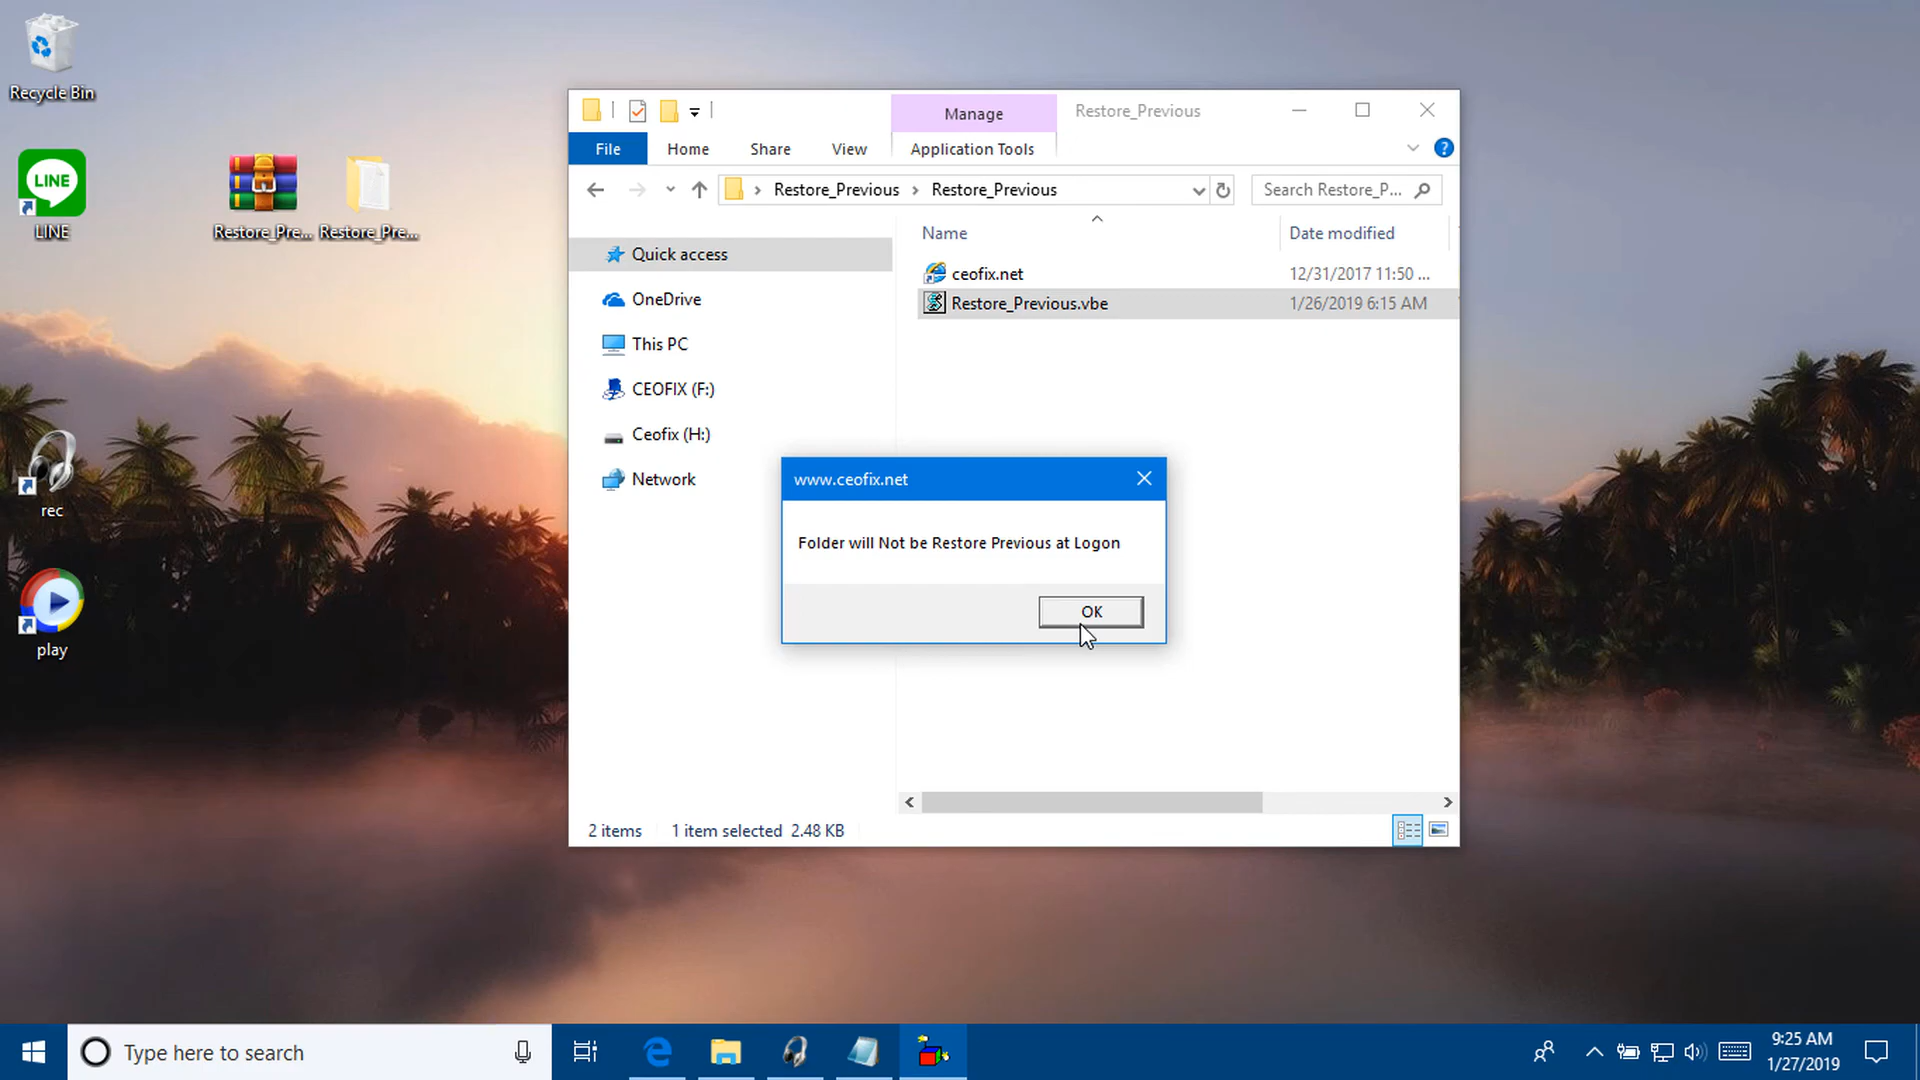 Recycle Bin
LINE
LINE
Restore_Pre...
Restore_Pre...
rec
play
Manage
Restore_Previous
File
Home
Share
View
Application Tools
?
Restore_Previous
Restore_Previous
Search Restore_P...
Name
Date modified
Quick access
OneDrive
This PC
CEOFIX (F:)
Ceofix (H:)
Network
ceofix.net
12/31/2017 11:50 ...
Restore_Previous.vbe
1/26/2019 6:15 AM
www.ceofix.net
Folder will Not be Restore Previous at Logon
OK
2 items
1 item selected 2.48 KB
Type here to search
9:25 AM
1/27/2019